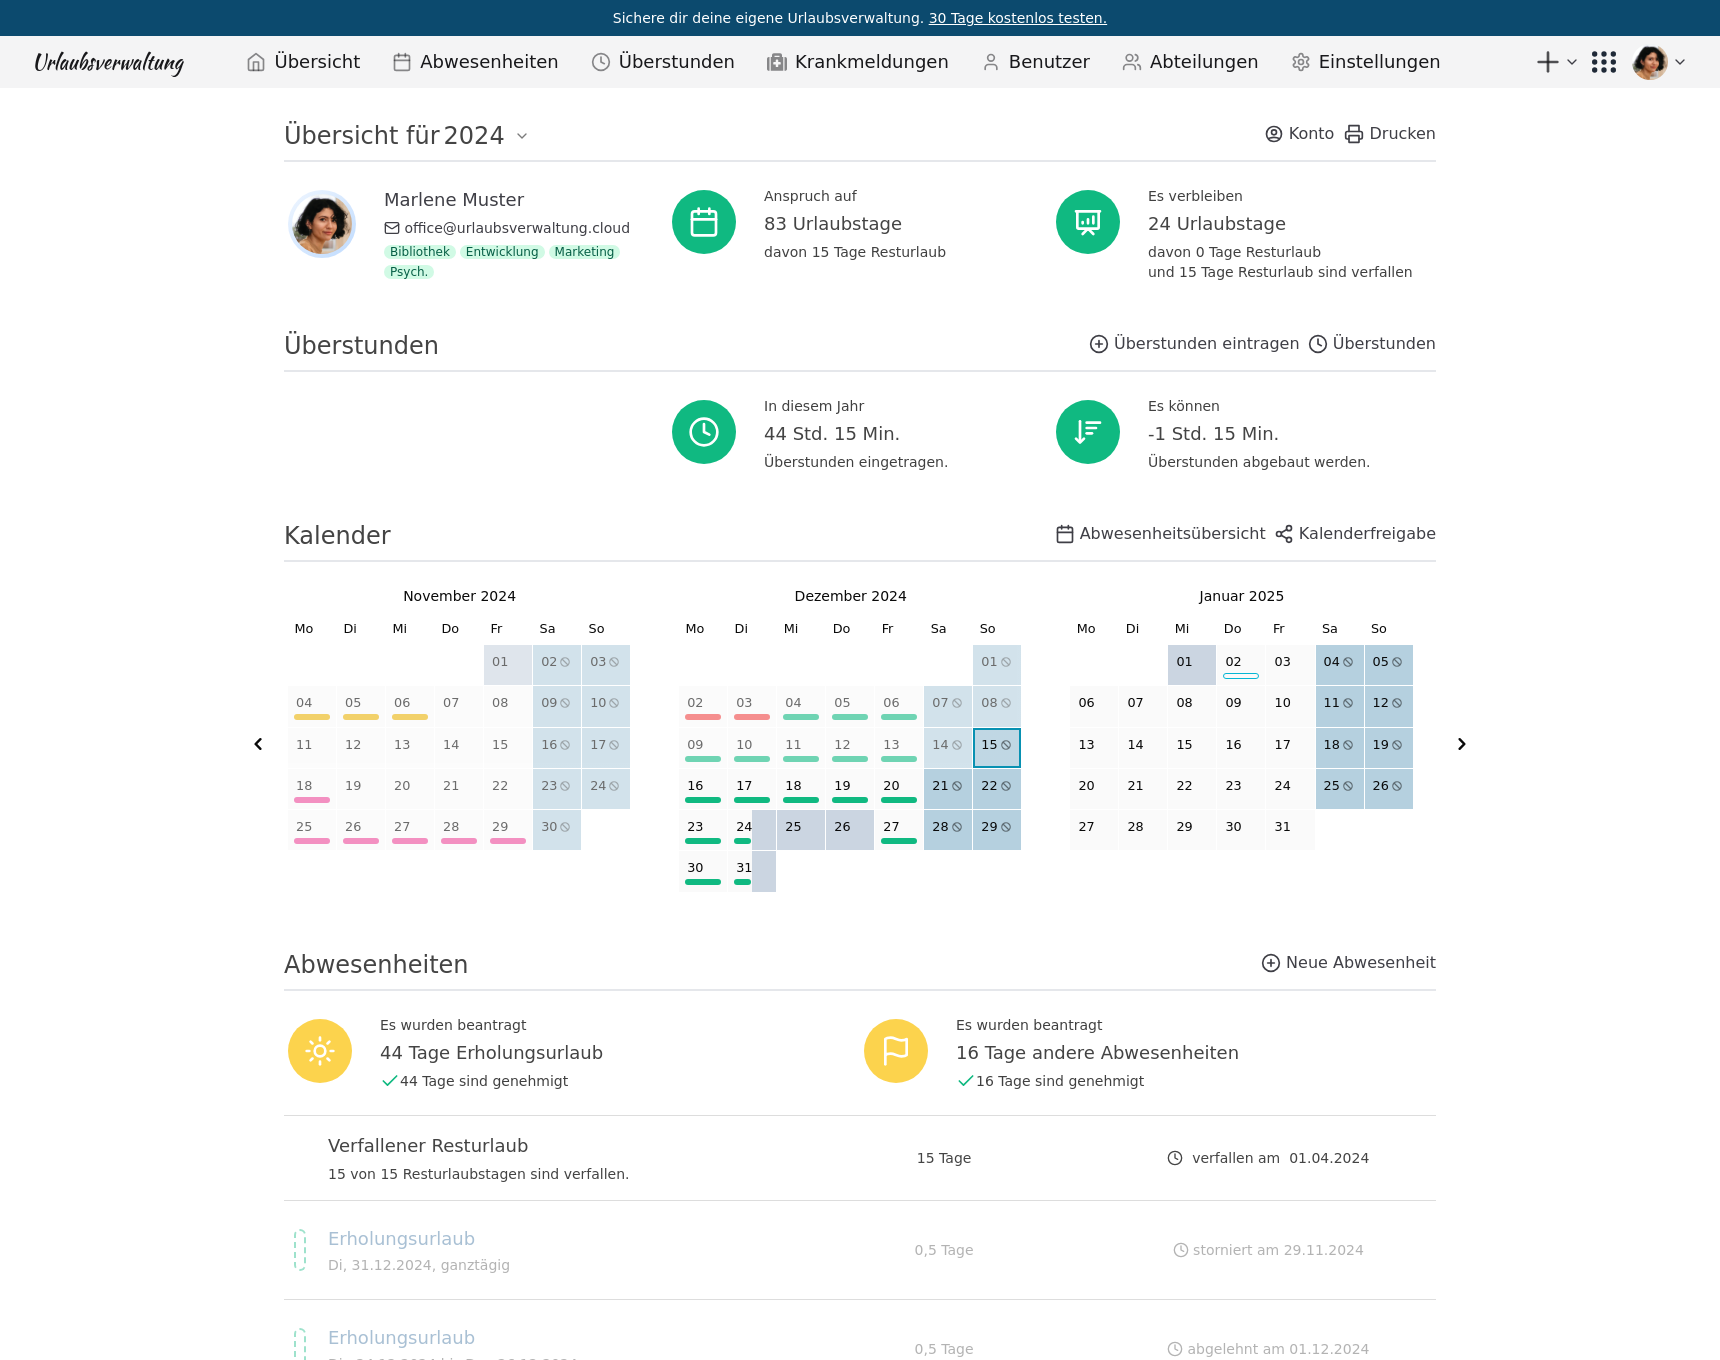 Sichere dir deine eigene Urlaubsverwaltung. 30 Tage kostenlos testen.
Urlaubsverwaltung Übersicht Abwesenheiten Überstunden Krankmeldungen Benutzer Abteilungen Einstellungen
Übersicht für 2024 Konto Drucken
Marlene Muster
office@urlaubsverwaltung.cloud
Bibliothek Entwicklung Marketing
Psych.
Anspruch auf
83 Urlaubstage
davon 15 Tage Resturlaub
Es verbleiben
24 Urlaubstage
davon 0 Tage Resturlaub
und 15 Tage Resturlaub sind verfallen
Überstunden Überstunden eintragen Überstunden
In diesem Jahr
44 Std. 15 Min.
Überstunden eingetragen.
Es können
-1 Std. 15 Min.
Überstunden abgebaut werden.
Kalender Abwesenheitsübersicht Kalenderfreigabe
November 2024
Mo Di Mi Do Fr Sa So
01 02 03
04 05 06 07 08 09 10
11 12 13 14 15 16 17
18 19 20 21 22 23 24
25 26 27 28 29 30
Dezember 2024
Mo Di Mi Do Fr Sa So
01
02 03 04 05 06 07 08
09 10 11 12 13 14 15
16 17 18 19 20 21 22
23 24 25 26 27 28 29
30 31
Januar 2025
Mo Di Mi Do Fr Sa So
01 02 03 04 05
06 07 08 09 10 11 12
13 14 15 16 17 18 19
20 21 22 23 24 25 26
27 28 29 30 31
Abwesenheiten Neue Abwesenheit
Es wurden beantragt
44 Tage Erholungsurlaub
44 Tage sind genehmigt
Es wurden beantragt
16 Tage andere Abwesenheiten
16 Tage sind genehmigt
Verfallener Resturlaub
15 von 15 Resturlaubstagen sind verfallen.
15 Tage
verfallen am 01.04.2024
Erholungsurlaub
Di, 31.12.2024, ganztägig
0,5 Tage
storniert am 29.11.2024
Erholungsurlaub
0,5 Tage
abgelehnt am 01.12.2024